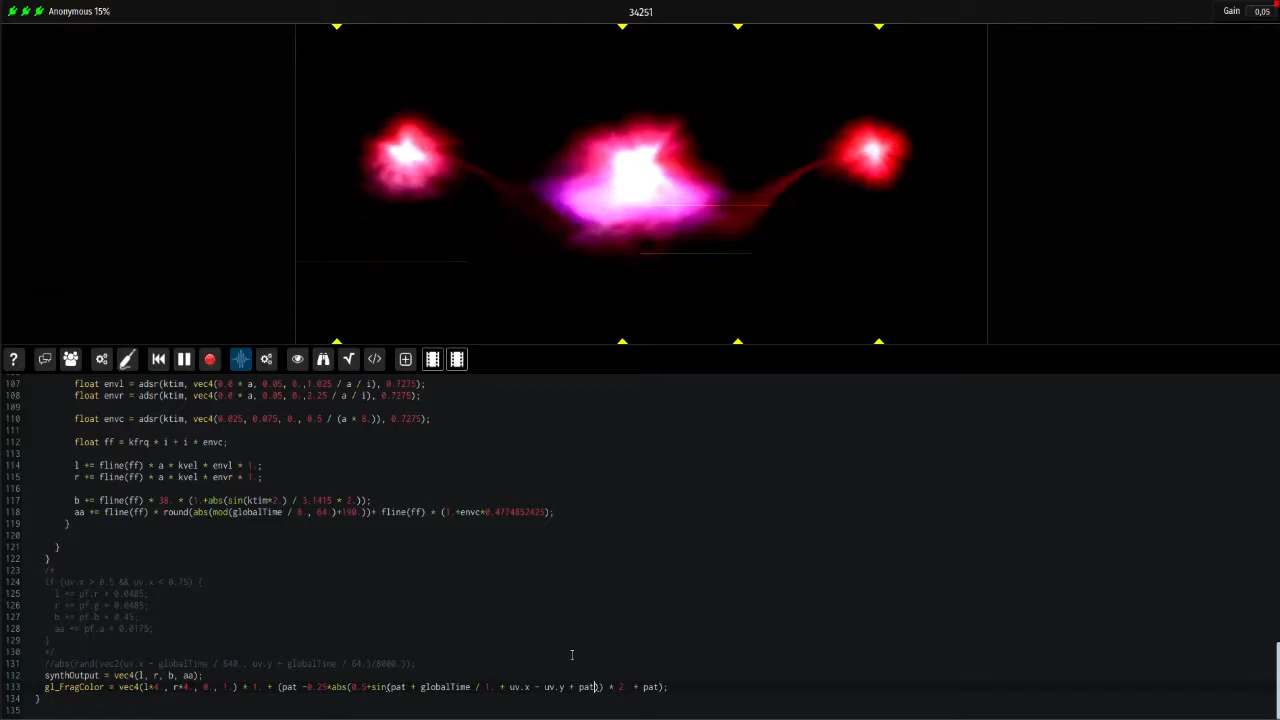 Anonymous 15%
34251
Gain 0,05
107 float envl = adsr(ktim, vec4(0.0 * a, 0.05, 0.,1.025 / a / i), 0.7275);
108 float envr = adsr(ktim, vec4(0.0 * a, 0.05, 0.,2.25 / a / i), 0.7275);
109
110 float envc = adsr(ktim, vec4(0.025, 0.075, 0., 0.5 / (a * 8.)), 0.7275);
111
112 float ff = kfrq * i + i * envc;
113
114 l += fline(ff) * a * kvel * envl * 1.;
115 r += fline(ff) * a * kvel * envr * 1.;
116
117 b += fline(ff) * 38. * (1.+abs(sin(ktim*2.) / 3.1415 * 2.));
118 aa += fline(ff) * round(abs(mod(globalTime / 8., 64.)+190.))+ fline(ff) * (1.+envc*0.4774852425);
119 }
120
121 }
122 }
123 /*
124 if (uv.x > 0.5 && uv.x < 0.75) {
125 l += pf.r * 0.0485;
126 r += pf.g * 0.0485;
127 b += pf.b * 0.45;
128 aa += pf.a * 0.0175;
129 }
130 */
131 //abs(rand(vec2(uv.x - globalTime / 640., uv.y + globalTime / 64.)/8000.));
132 synthOutput = vec4(l, r, b, aa);
133 gl_FragColor = vec4(l*4., r*4., 0., 1.) * 1. + (pat -0.25*abs(0.5+sin(pat + globalTime / 1. + uv.x - uv.y + pat)) * 2. + pat);
134 }
135